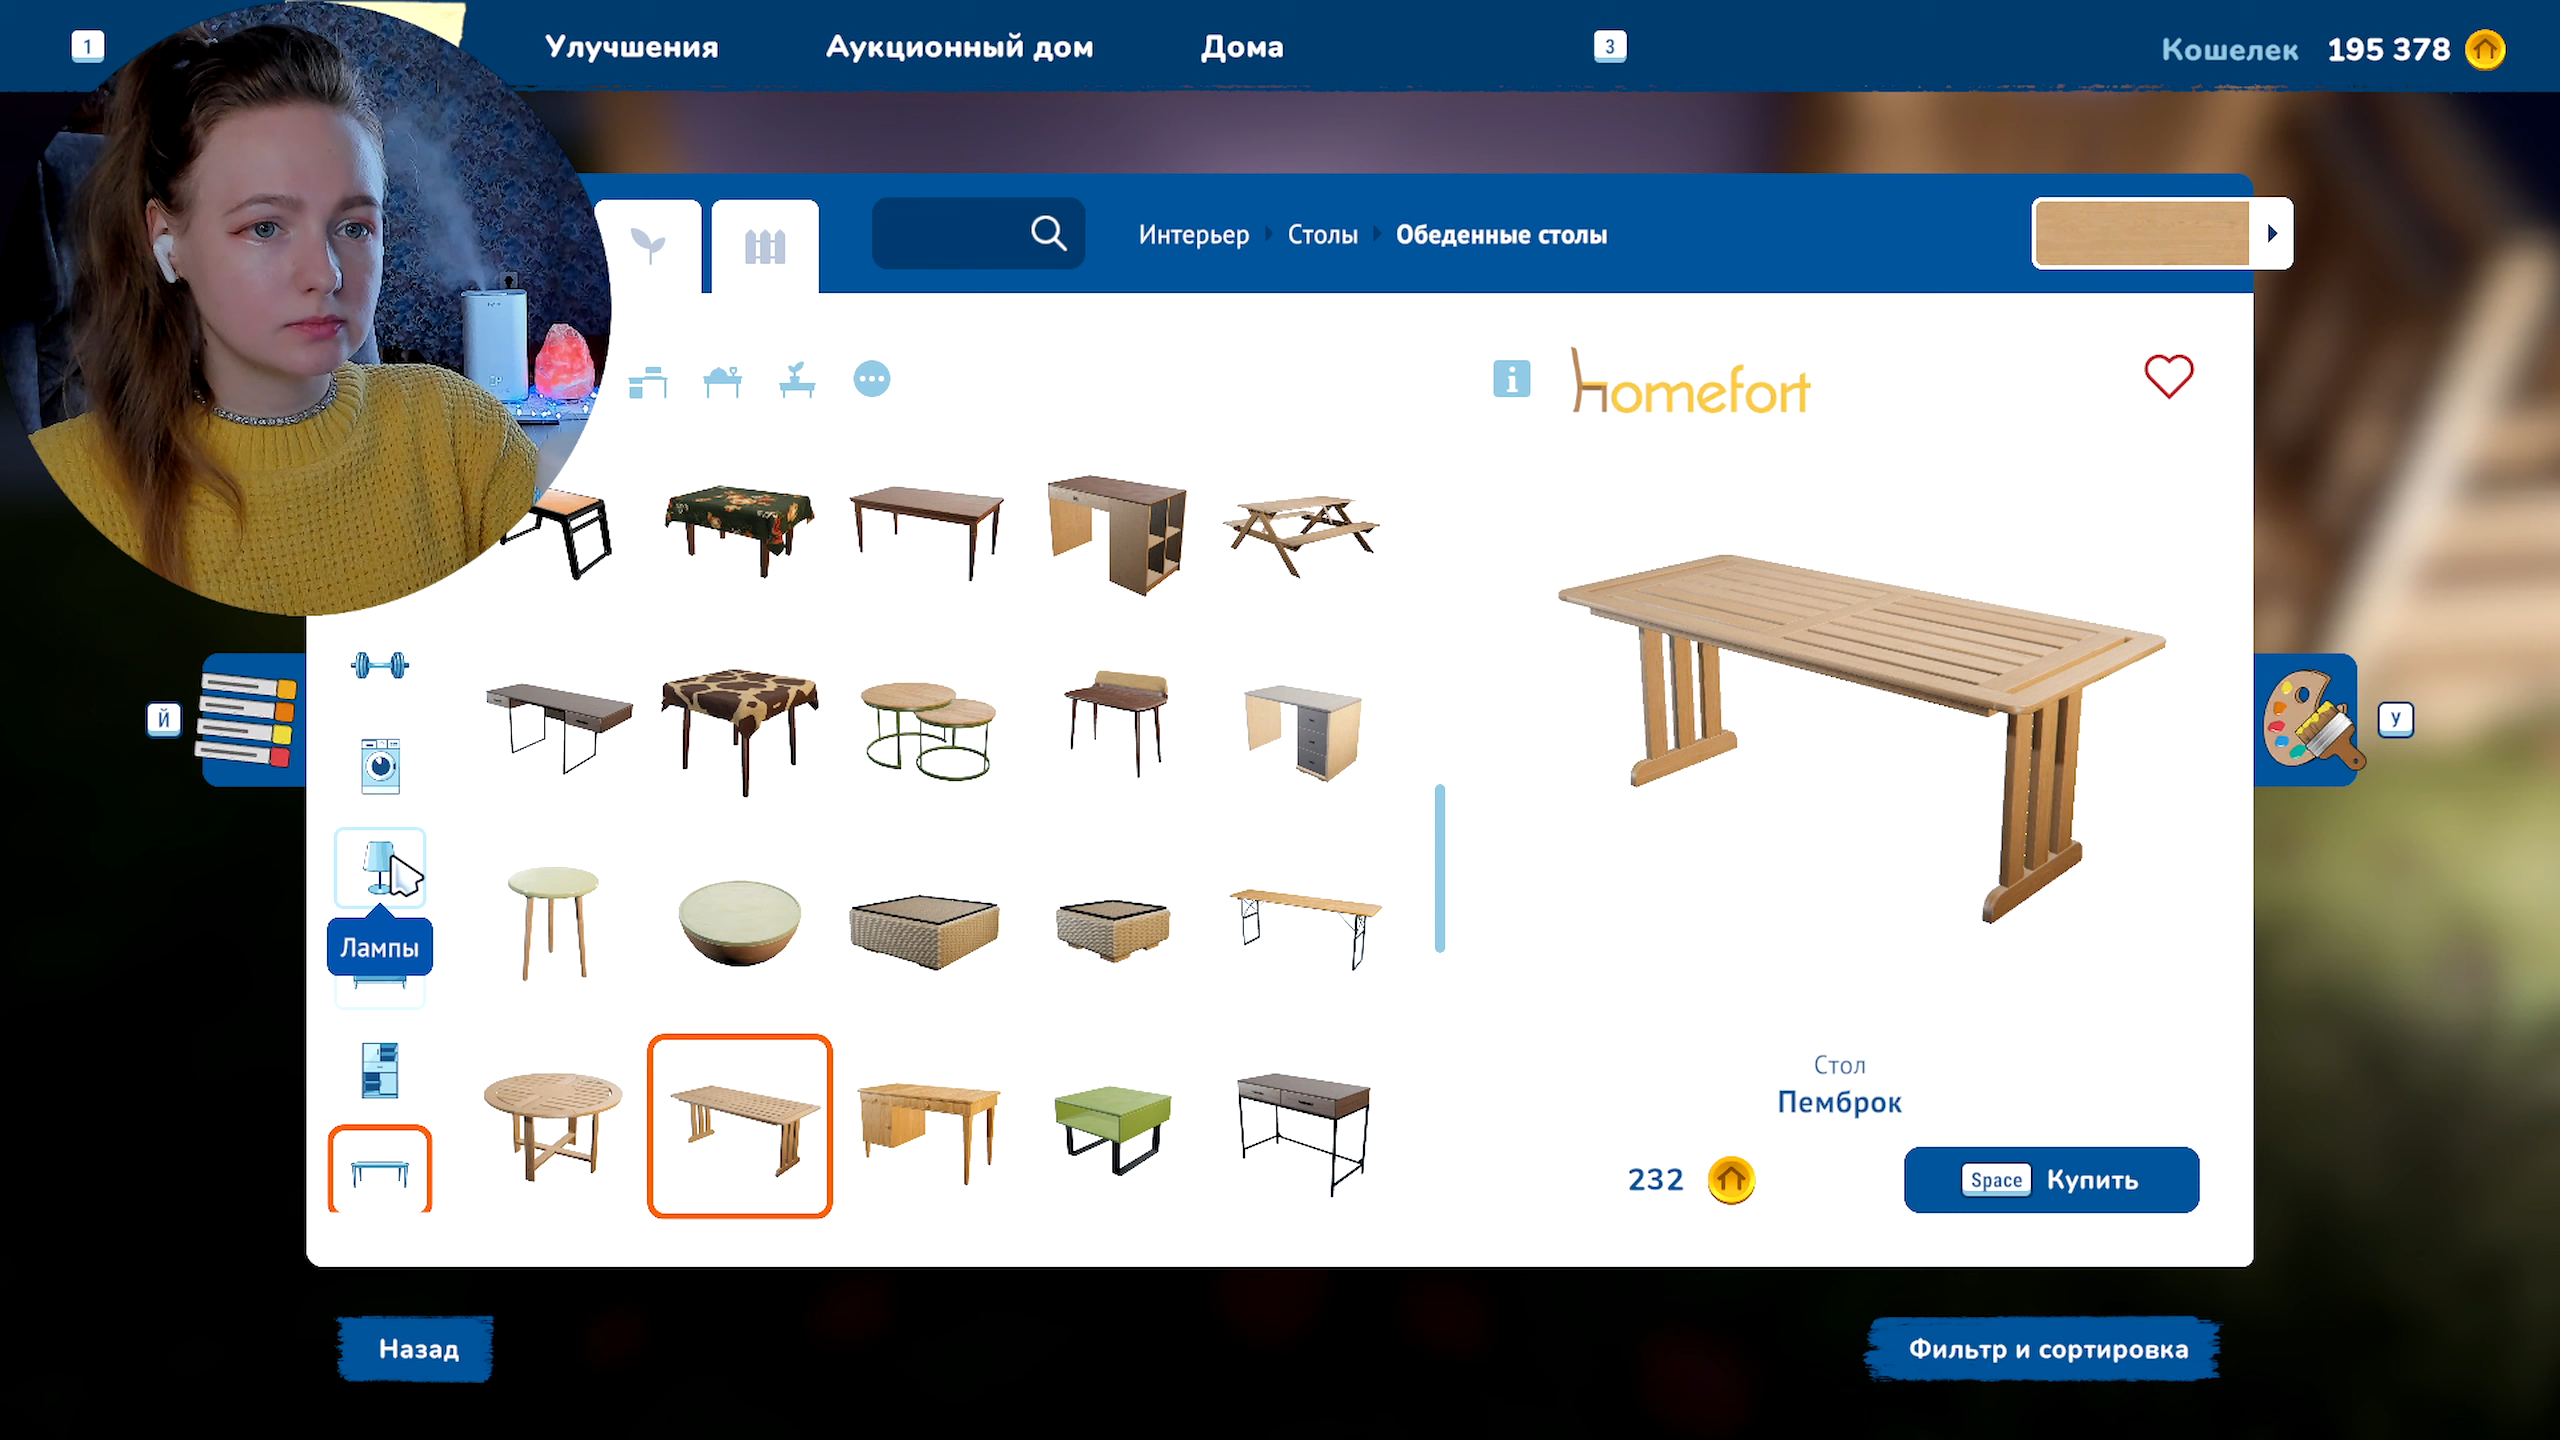 1
Улучшения
Аукционный дом
Дома
3
Кошелек 195 378
Интерьер Столы Обеденные столы
i homefort
Й
У
Лампы
Стол
Пемброк
232
Space Купить
Назад
Фильтр и сортировка